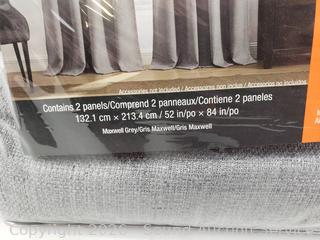 Accessories not included / Accessoires non inclus / Accesorios no incluidos
Contains 2 panels/Comprend 2 panneaux/Contiene 2 paneles
132.1 cm × 213.4 cm / 52 in/po × 84 in/po
Maxwell Grey/Gris Maxwell/Gris Maxwell
Copyright